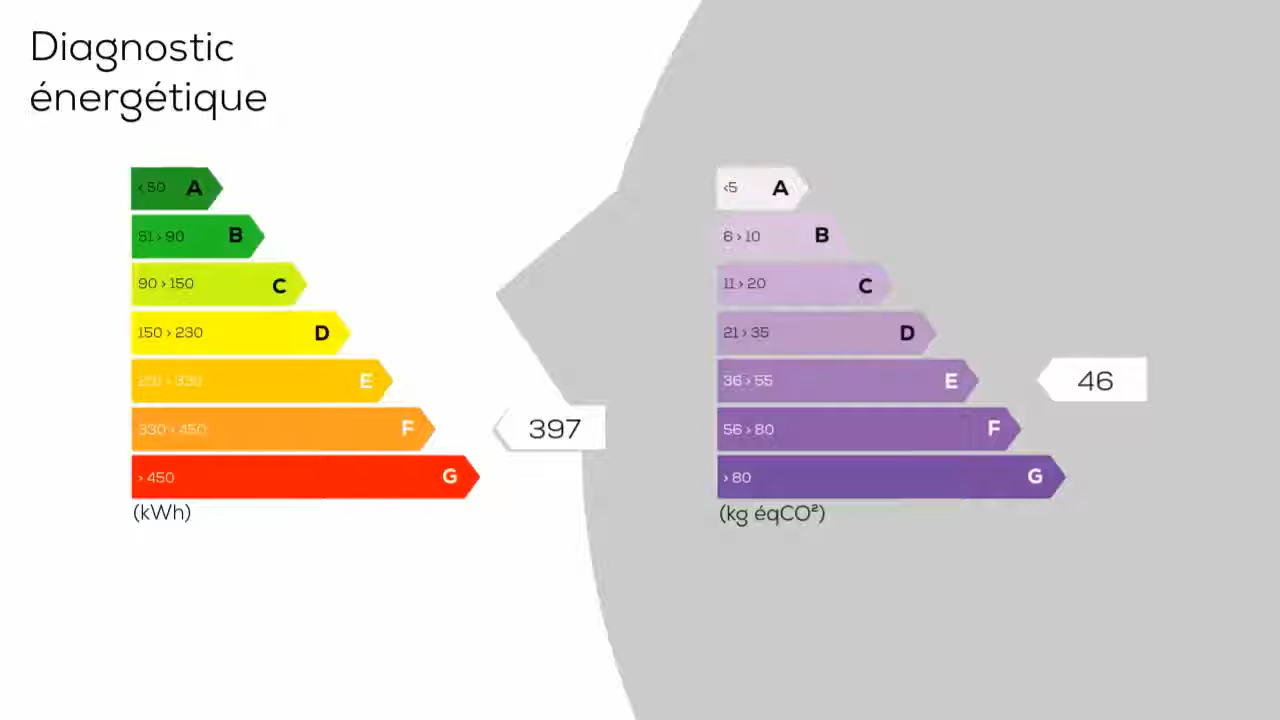 Diagnostic
énergétique
< 50 A
51 > 90 B
90 > 150 C
150 > 230 D
E
330 > 450 F
> 450 G
(kWh)
397
<5 A
6 > 10 B
11 > 20 C
21 > 35 D
36 > 55 E
56 > 80 F
> 80 G
(kg éqCO²)
46